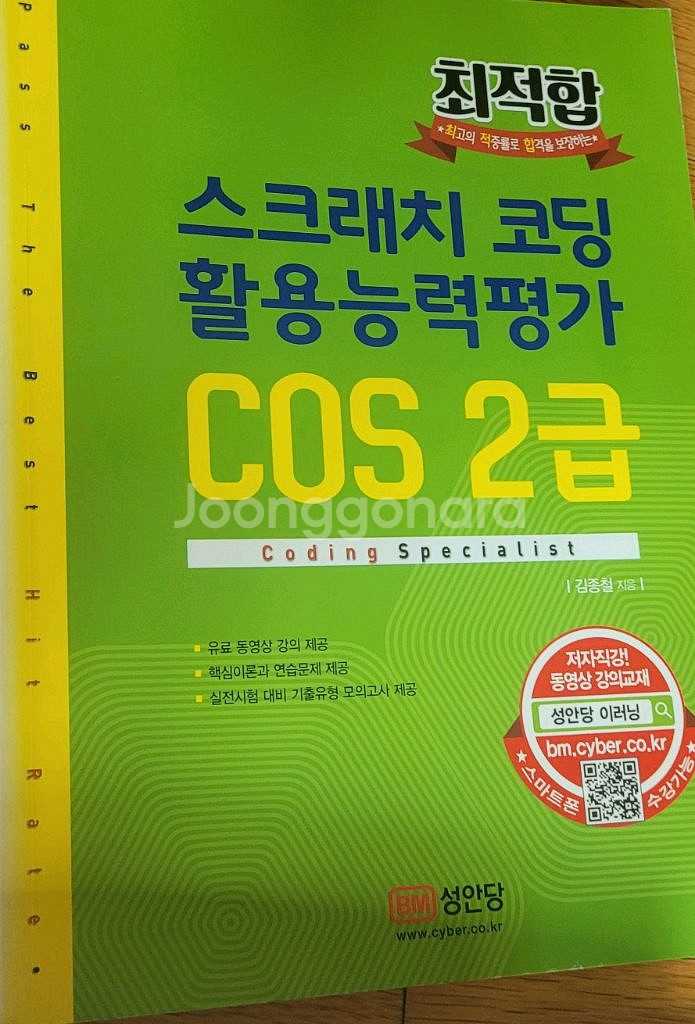 Pass The Best Hit Rate
최적합
최고의 적중률로 합격을 보장하는
스크래치 코딩
활용능력평가
COS 2급
Joonggonara
Coding Specialist
김종철 지음
유료 동영상 강의 제공
핵심이론과 연습문제 제공
실전시험 대비 기출유형 모의고사 제공
저자직강!
동영상 강의교재
성안당 이러닝
bm.cyber.co.kr
스마트폰 수강가능
BM 성안당
www.cyber.co.kr